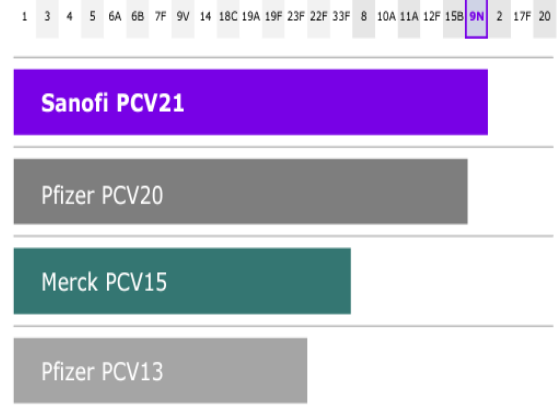 1 3 4 5 6A 6B 7F 9V 14 18C 19A 19F 23F 22F 33F 8 10A 11A 12F 15B 9N 2 17F 20
Sanofi PCV21
Pfizer PCV20
Merck PCV15
Pfizer PCV13